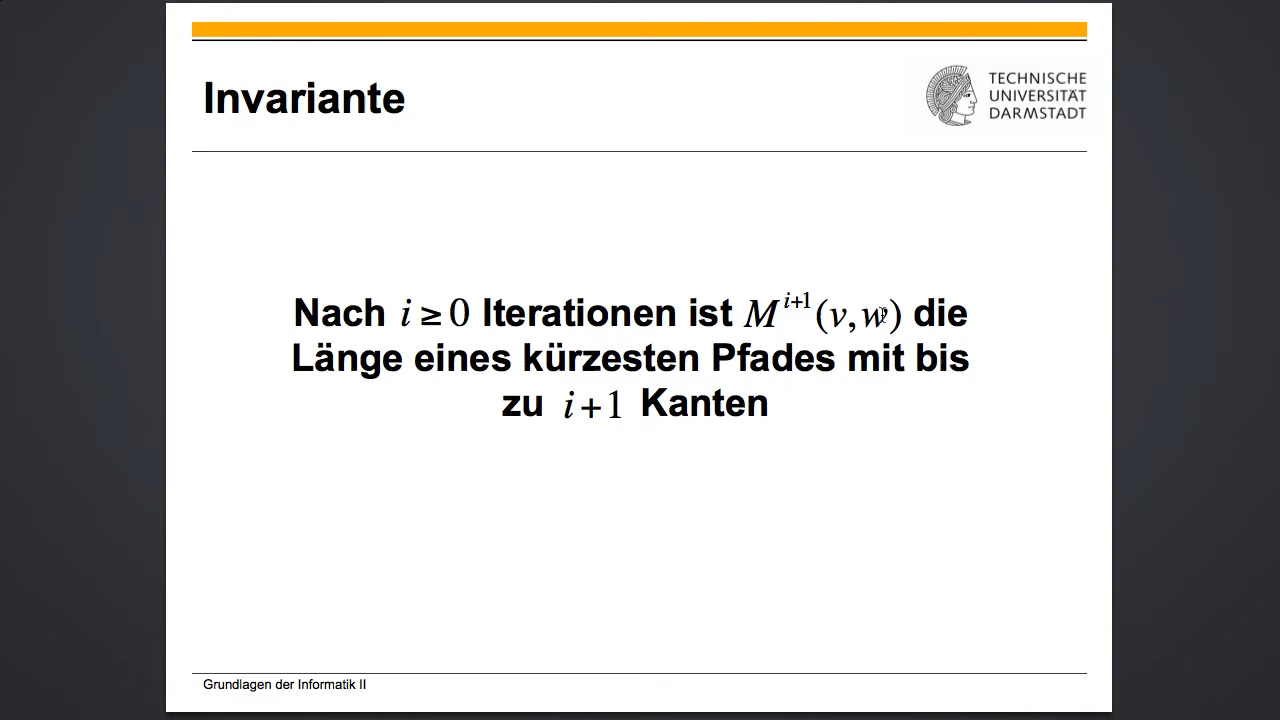 Invariante
TECHNISCHE
UNIVERSITÄT
DARMSTADT
Nach i ≥ 0 Iterationen ist M^{i+1}(v,w) die
Länge eines kürzesten Pfades mit bis
zu i+1 Kanten
Grundlagen der Informatik II